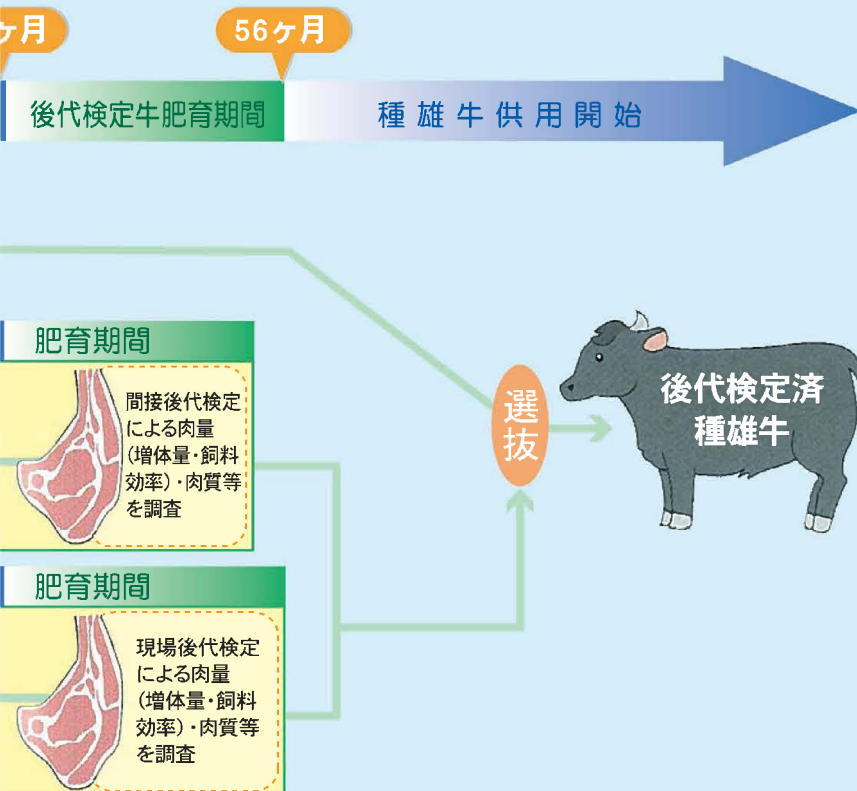 ヶ月
56ヶ月
後代検定牛肥育期間
種雄牛供用開始
肥育期間
間接後代検定
による肉量
（増体量・飼料
効率）・肉質等
を調査
選
抜
後代検定済
種雄牛
肥育期間
現場後代検定
による肉量
（増体量・飼料
効率）・肉質等
を調査